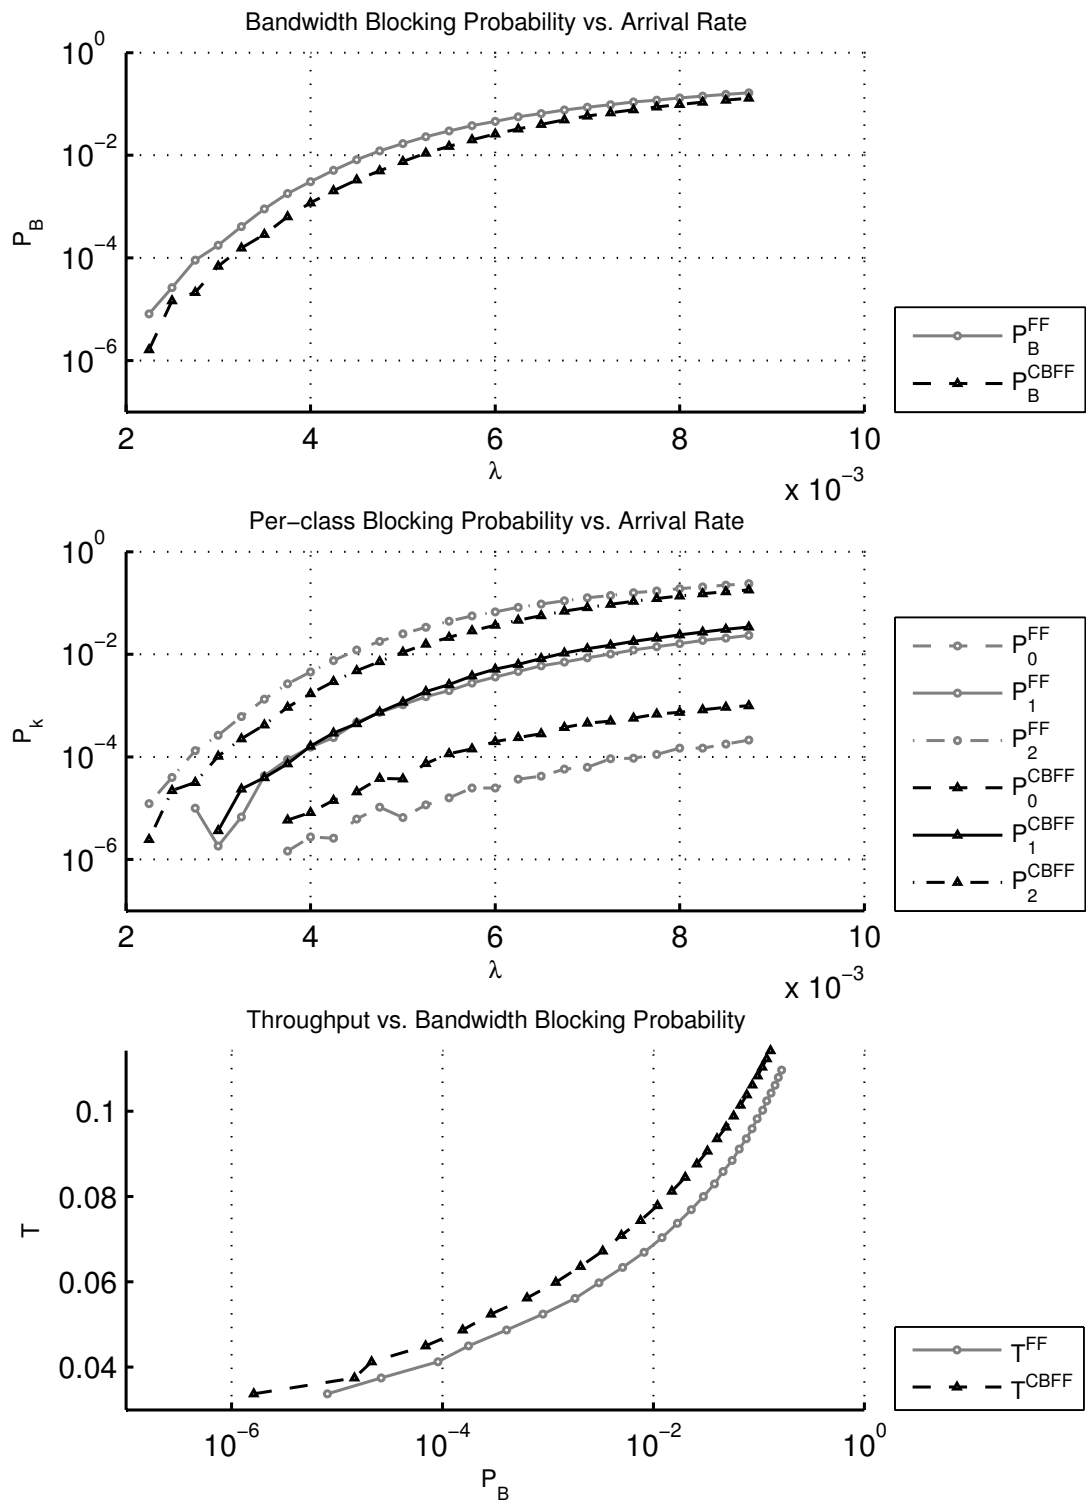 Bandwidth Blocking Probability vs. Arrival Rate
10^0
10^−2
10^−4
10^−6
P_B
2 4 6 8 10
λ
x 10^−3
P_B^FF
P_B^CBFF
Per−class Blocking Probability vs. Arrival Rate
10^0
10^−2
10^−4
10^−6
P_k
2 4 6 8 10
λ
x 10^−3
P_0^FF
P_1^FF
P_2^FF
P_0^CBFF
P_1^CBFF
P_2^CBFF
Throughput vs. Bandwidth Blocking Probability
0.1
0.08
0.06
0.04
T
10^−6 10^−4 10^−2 10^0
P_B
T^FF
T^CBFF